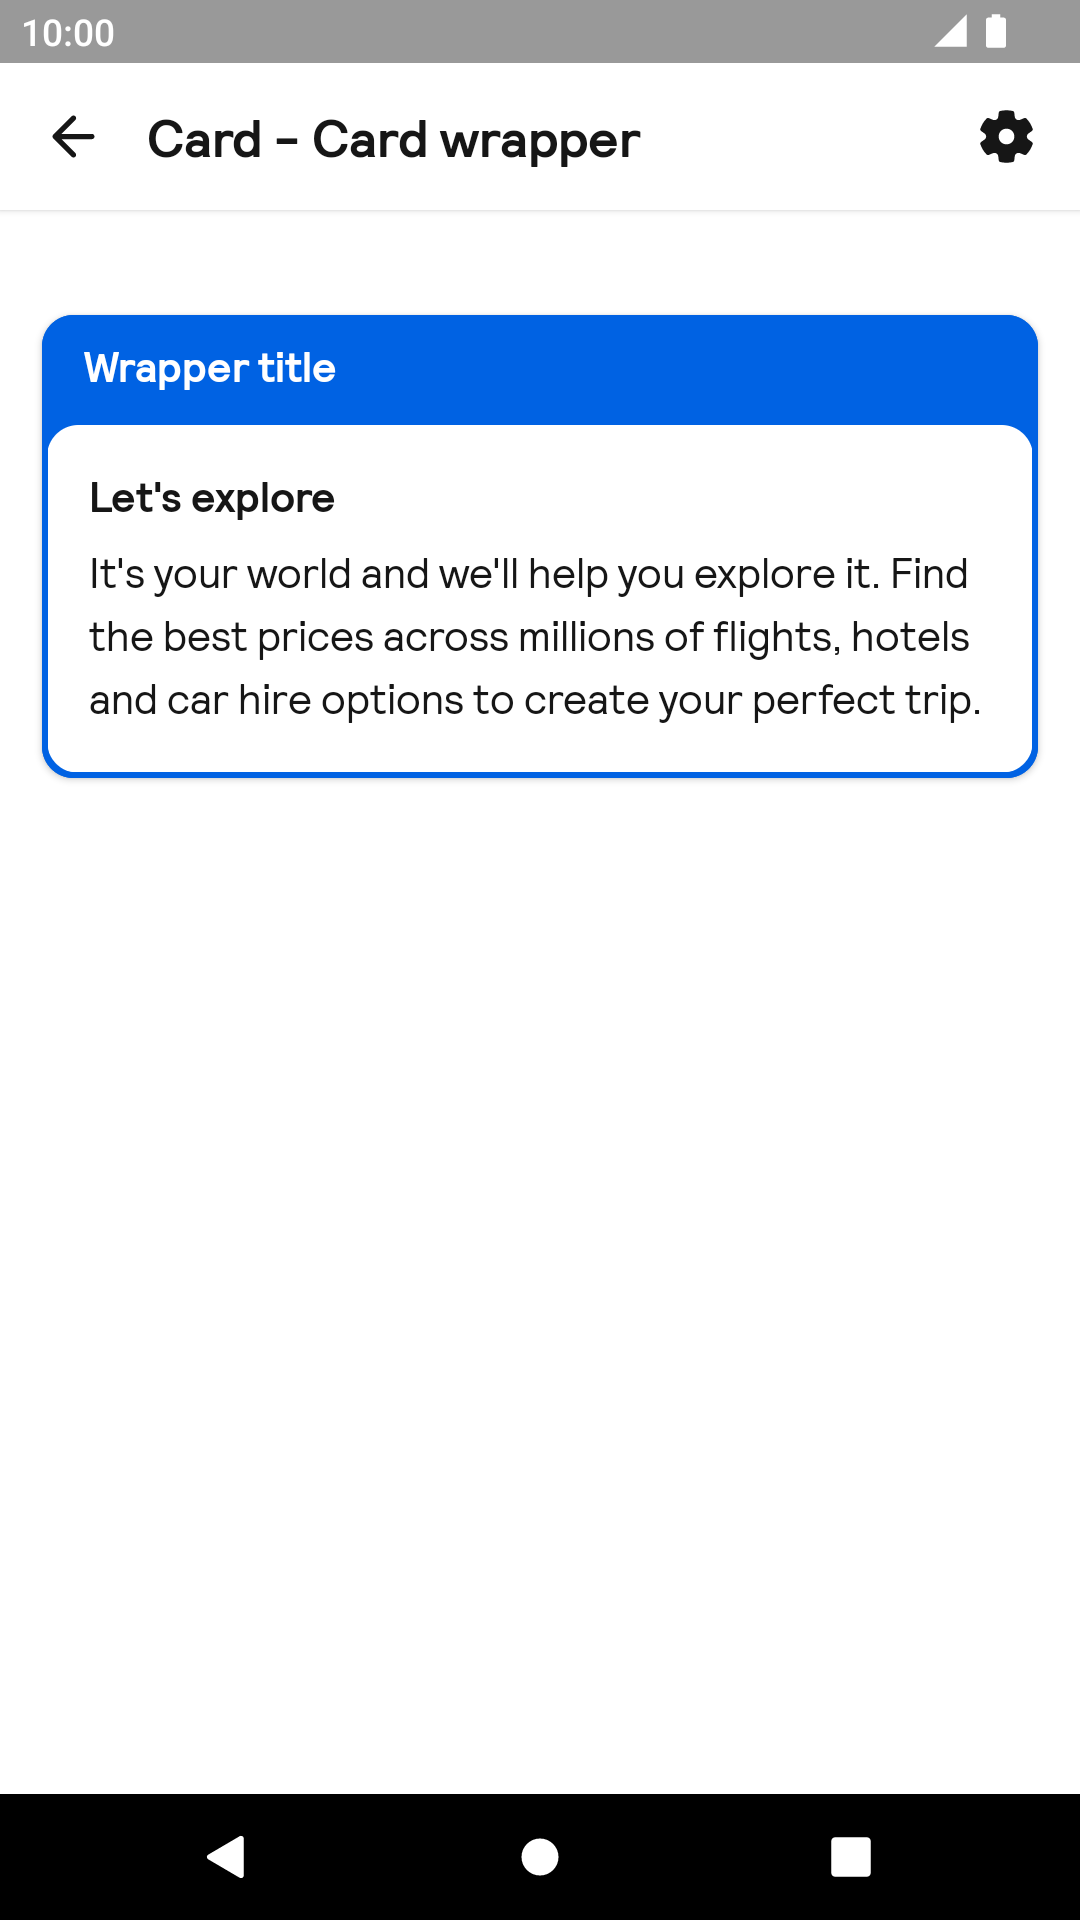 10:00
Card - Card wrapper
Wrapper title
Let's explore
It's your world and we'll help you explore it. Find
the best prices across millions of flights, hotels
and car hire options to create your perfect trip.